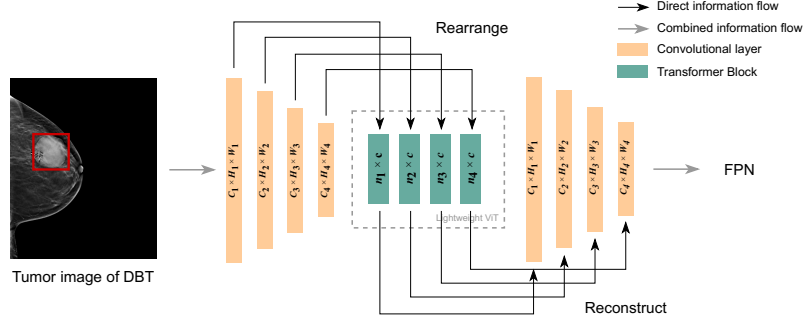 Direct information flow
Rearrange
Combined information flow
Convolutional layer
Transformer Block
C1 × H1 × W1
C2 × H2 × W2
C3 × H3 × W3
C4 × H4 × W4
n1 × c
n2 × c
n3 × c
n4 × c
Lightweight ViT
C1 × H1 × W1
C2 × H2 × W2
C3 × H3 × W3
C4 × H4 × W4
FPN
Tumor image of DBT
Reconstruct